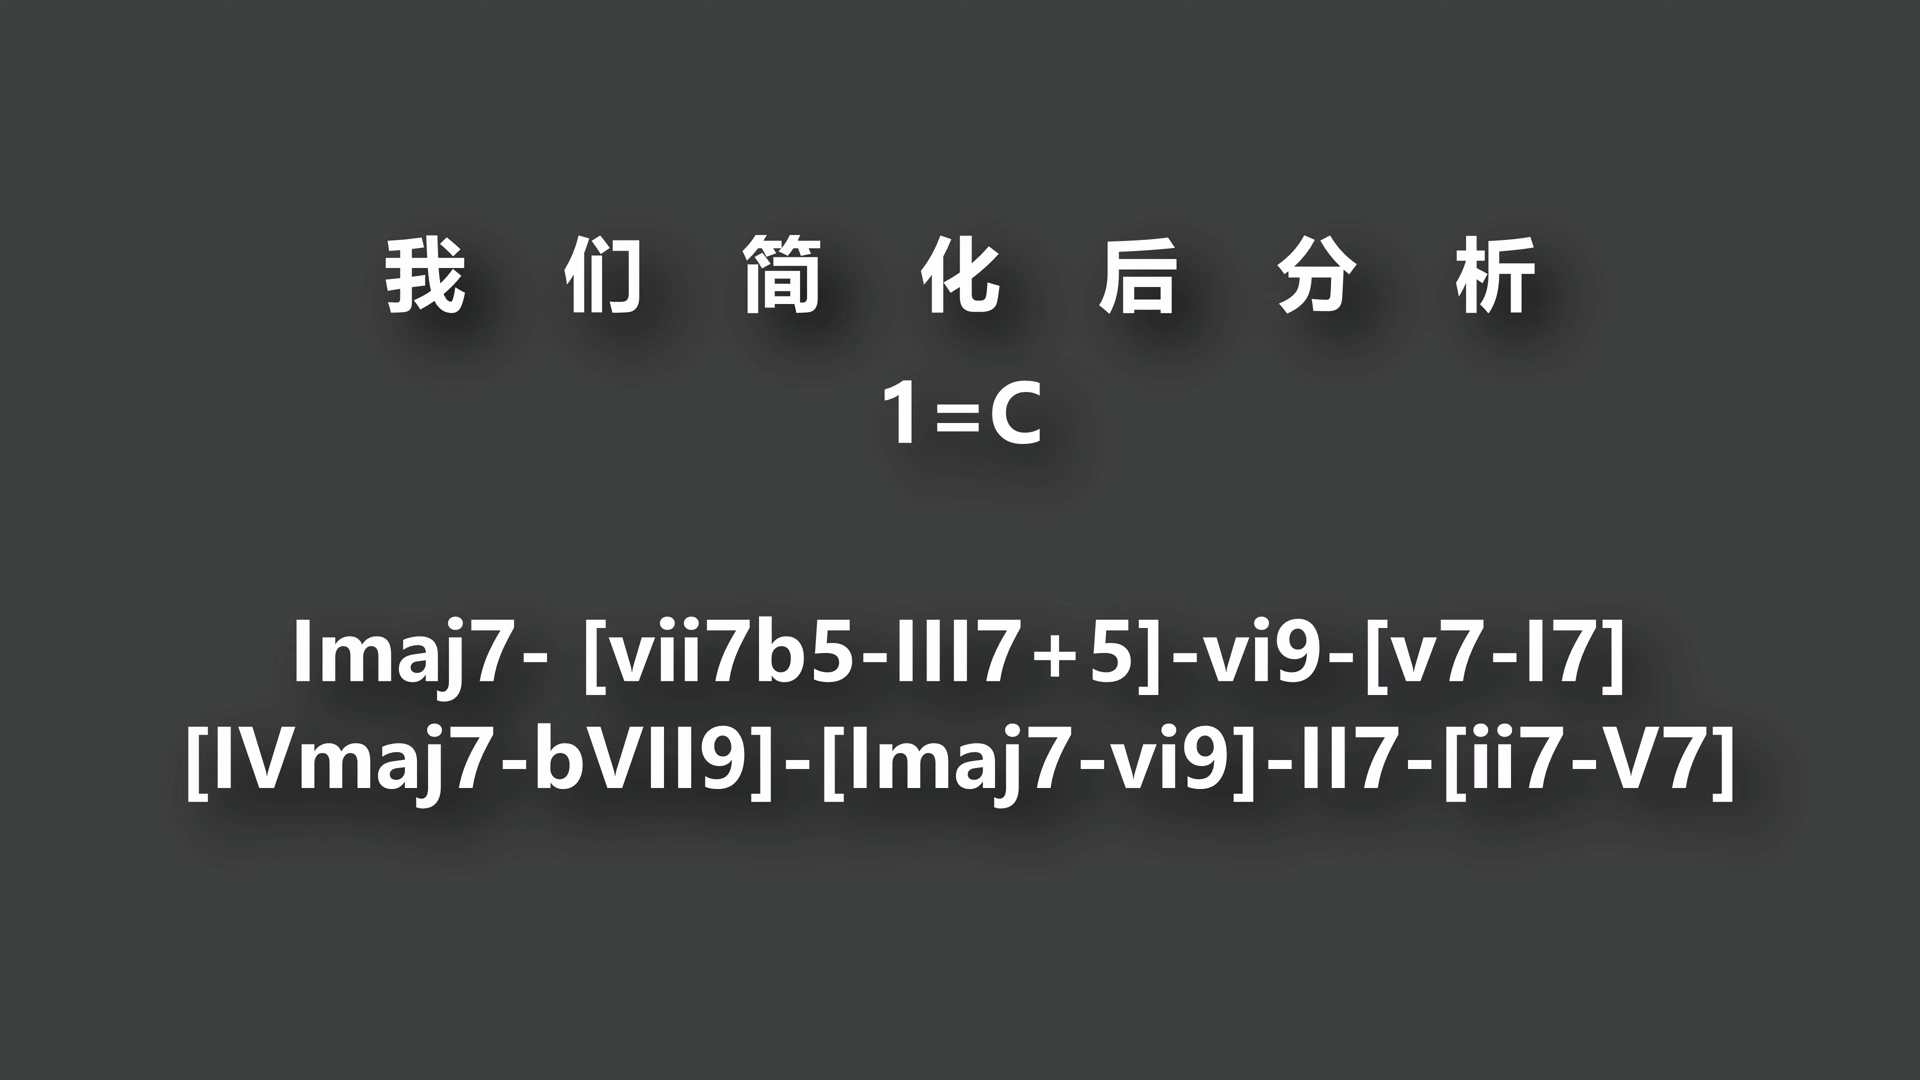 我们简化后分析
1=C
Imaj7- [vii7b5-III7+5]-vi9-[v7-I7]
[IVmaj7-bVII9]-[Imaj7-vi9]-II7-[ii7-V7]